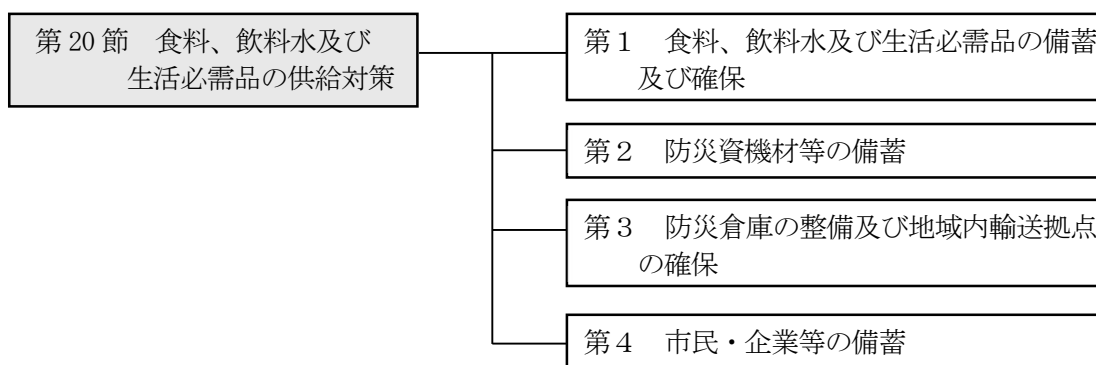 第 20 節　食料、飲料水及び
生活必需品の供給対策
第１　食料、飲料水及び生活必需品の備蓄
及び確保
第２　防災資機材等の備蓄
第３　防災倉庫の整備及び地域内輸送拠点
の確保
第４　市民・企業等の備蓄